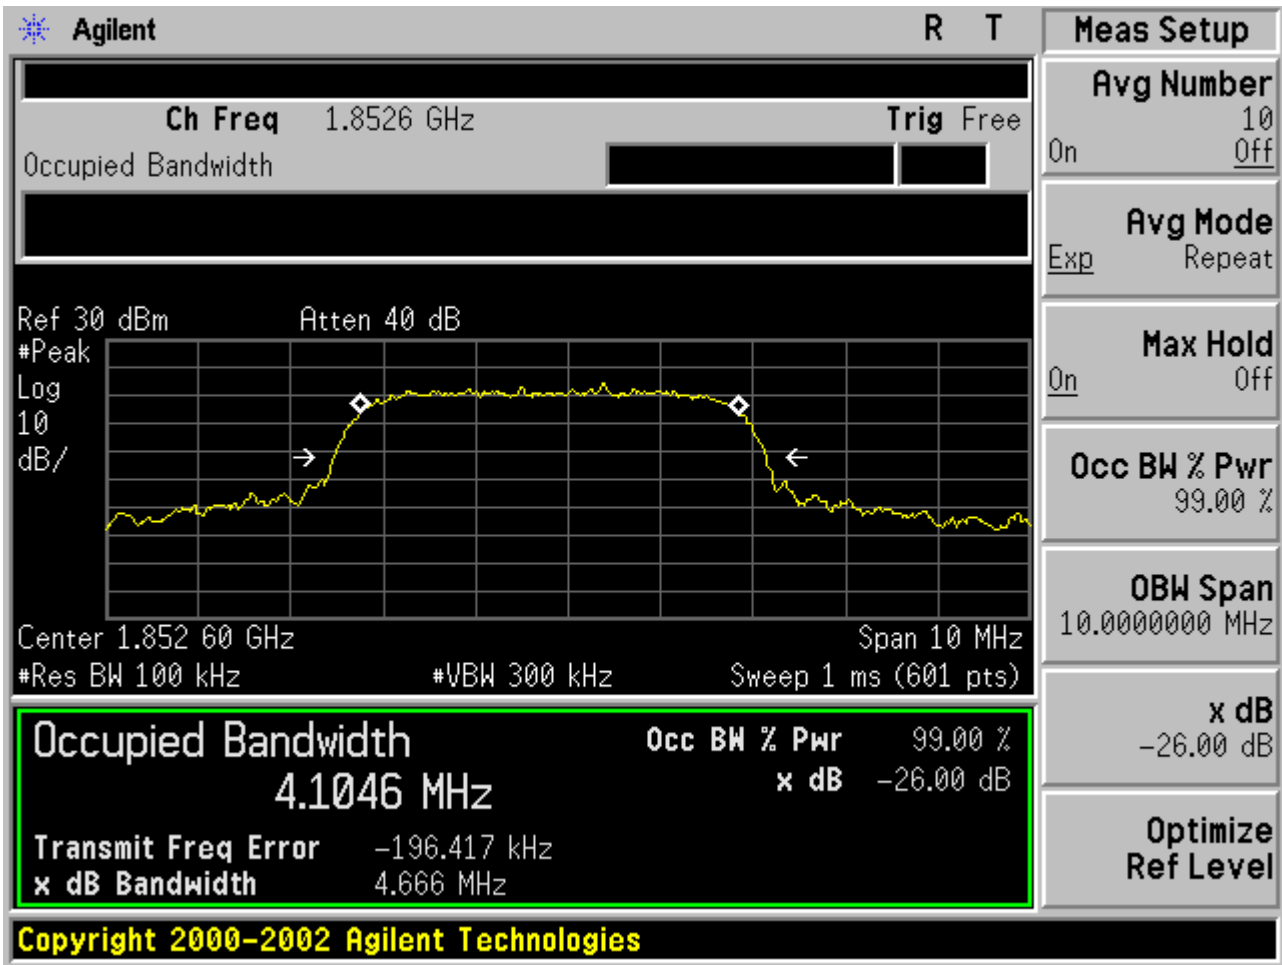 Agilent R T
Ch Freq 1.8526 GHz Trig Free
Occupied Bandwidth
Ref 30 dBm Atten 40 dB
#Peak
Log
10
dB/
Center 1.852 60 GHz Span 10 MHz
#Res BW 100 kHz #VBW 300 kHz Sweep 1 ms (601 pts)
Occupied Bandwidth Occ BW % Pwr 99.00 %
4.1046 MHz x dB -26.00 dB
Transmit Freq Error -196.417 kHz
x dB Bandwidth 4.666 MHz
Copyright 2000-2002 Agilent Technologies
Meas Setup
Avg Number
10
On Off
Avg Mode
Exp Repeat
Max Hold
On Off
Occ BW % Pwr
99.00 %
OBW Span
10.0000000 MHz
x dB
-26.00 dB
Optimize
Ref Level